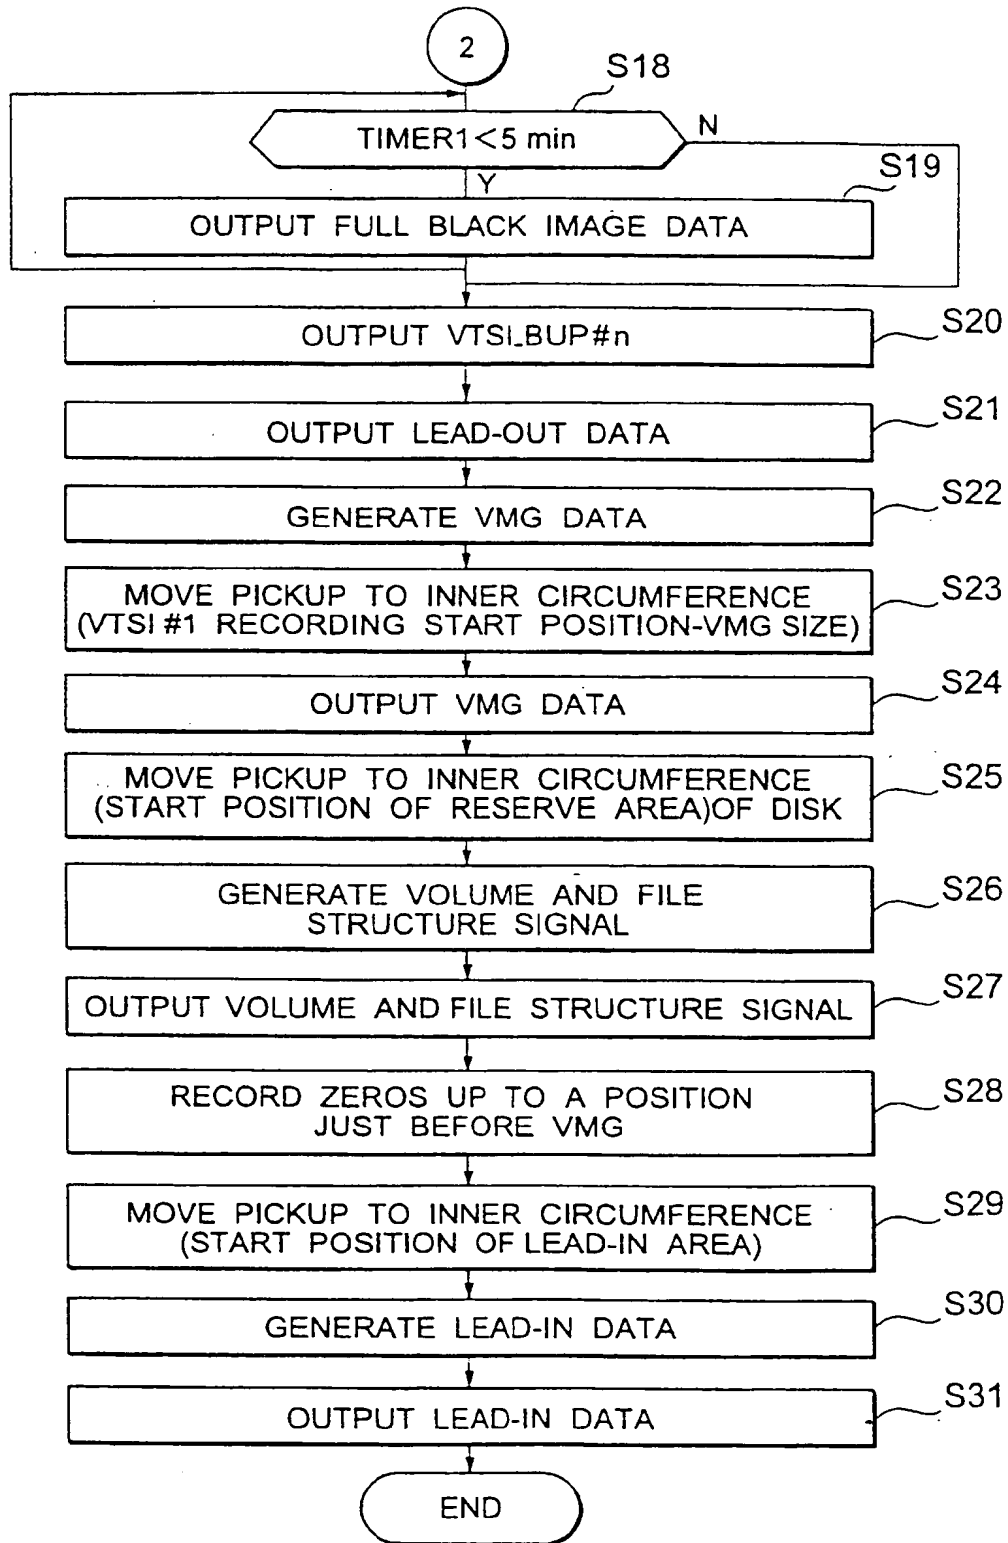 2
S18
TIMER1<5 min
N
Y
S19
OUTPUT FULL BLACK IMAGE DATA
OUTPUT VTSI_BUP#n
S20
OUTPUT LEAD-OUT DATA
S21
GENERATE VMG DATA
S22
MOVE PICKUP TO INNER CIRCUMFERENCE
(VTSI #1 RECORDING START POSITION-VMG SIZE)
S23
OUTPUT VMG DATA
S24
MOVE PICKUP TO INNER CIRCUMFERENCE
(START POSITION OF RESERVE AREA)OF DISK
S25
GENERATE VOLUME AND FILE
STRUCTURE SIGNAL
S26
OUTPUT VOLUME AND FILE STRUCTURE SIGNAL
S27
RECORD ZEROS UP TO A POSITION
JUST BEFORE VMG
S28
MOVE PICKUP TO INNER CIRCUMFERENCE
(START POSITION OF LEAD-IN AREA)
S29
GENERATE LEAD-IN DATA
S30
OUTPUT LEAD-IN DATA
S31
END